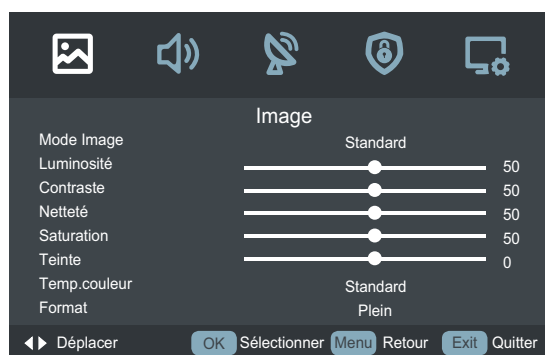 Image
Mode Image Standard
Luminosité 50
Contraste 50
Netteté 50
Saturation 50
Teinte 0
Temp.couleur Standard
Format Plein
Déplacer OK Sélectionner Menu Retour Exit Quitter